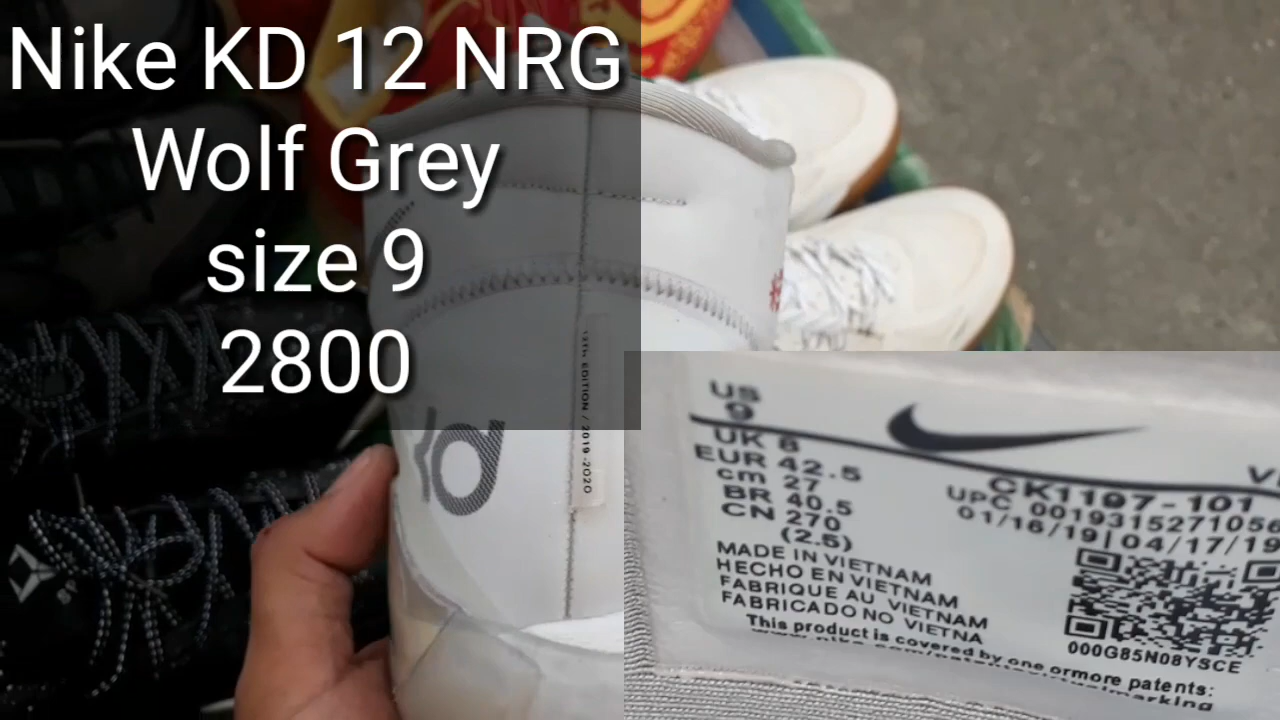 Nike KD 12 NRG
Wolf Grey
size 9
2800
13TH EDITION / 2019-2020
kd
US
9
UK 8
EUR 42.5
cm 27
BR 40.5
CN 270
(2.5)
CK1197-101
UPC 0019315271056
01/16/19|04/17/19
MADE IN VIETNAM
HECHO EN VIETNAM
FABRIQUE AU VIETNAM
FABRICADO NO VIETNA
This product is covered by one ormore patents:
000G85N08YSCE